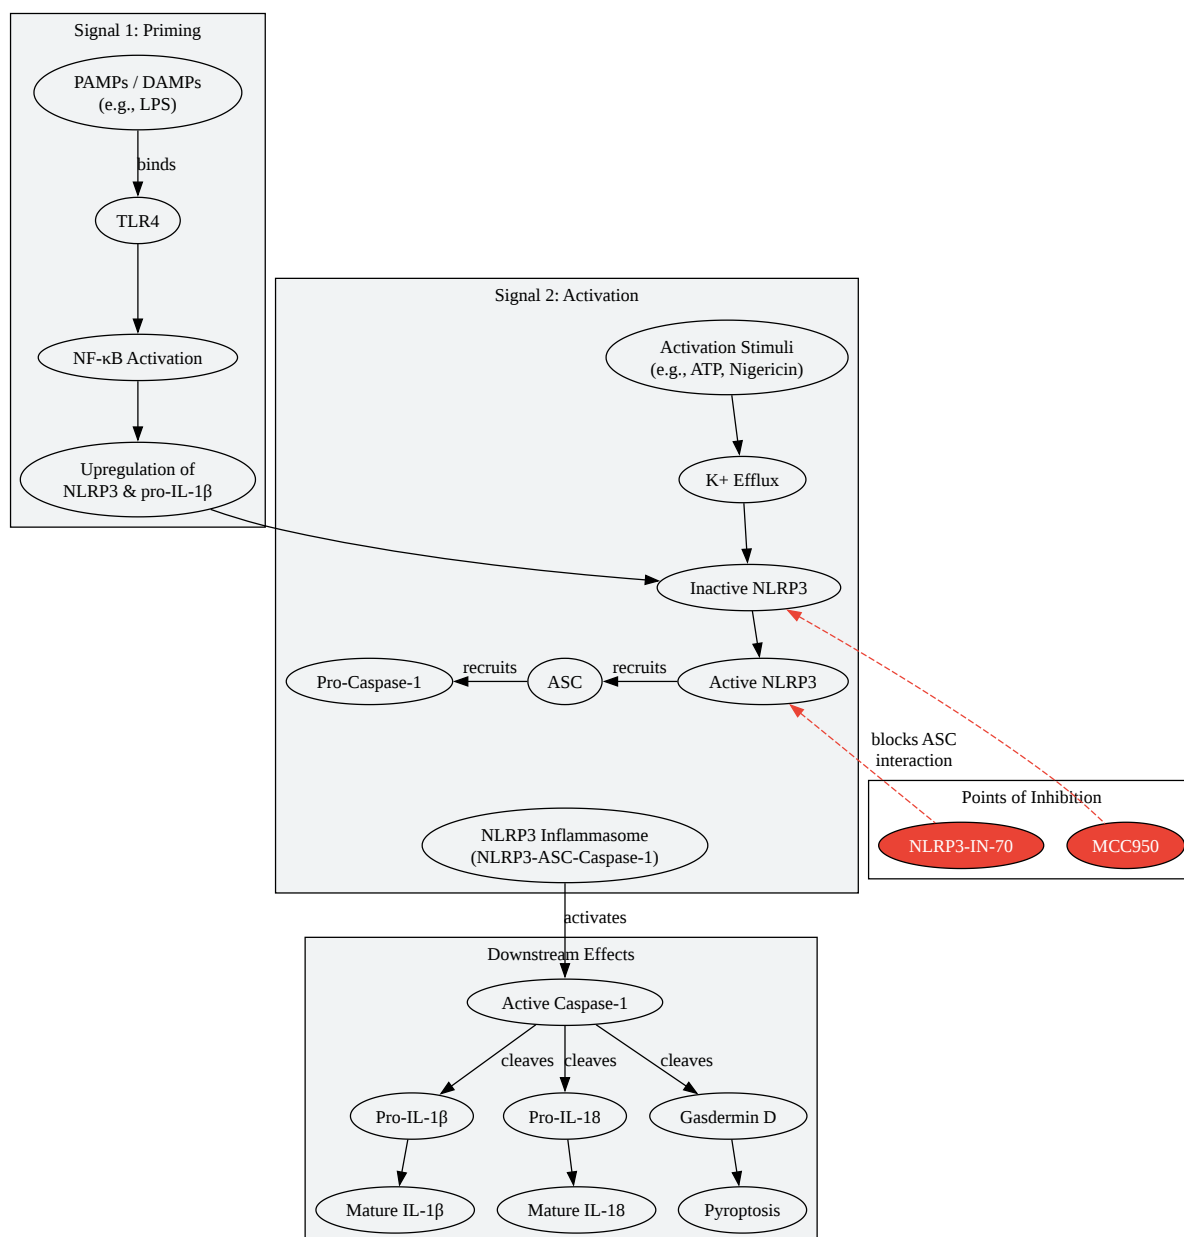 Signal 1: Priming
PAMPs / DAMPs
(e.g., LPS)
binds
TLR4
NF-κB Activation
Upregulation of
NLRP3 & pro-IL-1β
Signal 2: Activation
Activation Stimuli
(e.g., ATP, Nigericin)
K+ Efflux
Inactive NLRP3
Pro-Caspase-1
recruits
ASC
recruits
Active NLRP3
blocks ASC
interaction
Points of Inhibition
NLRP3-IN-70
MCC950
NLRP3 Inflammasome
(NLRP3-ASC-Caspase-1)
activates
Downstream Effects
Active Caspase-1
cleaves
cleaves
cleaves
Pro-IL-1β
Pro-IL-18
Gasdermin D
Mature IL-1β
Mature IL-18
Pyroptosis